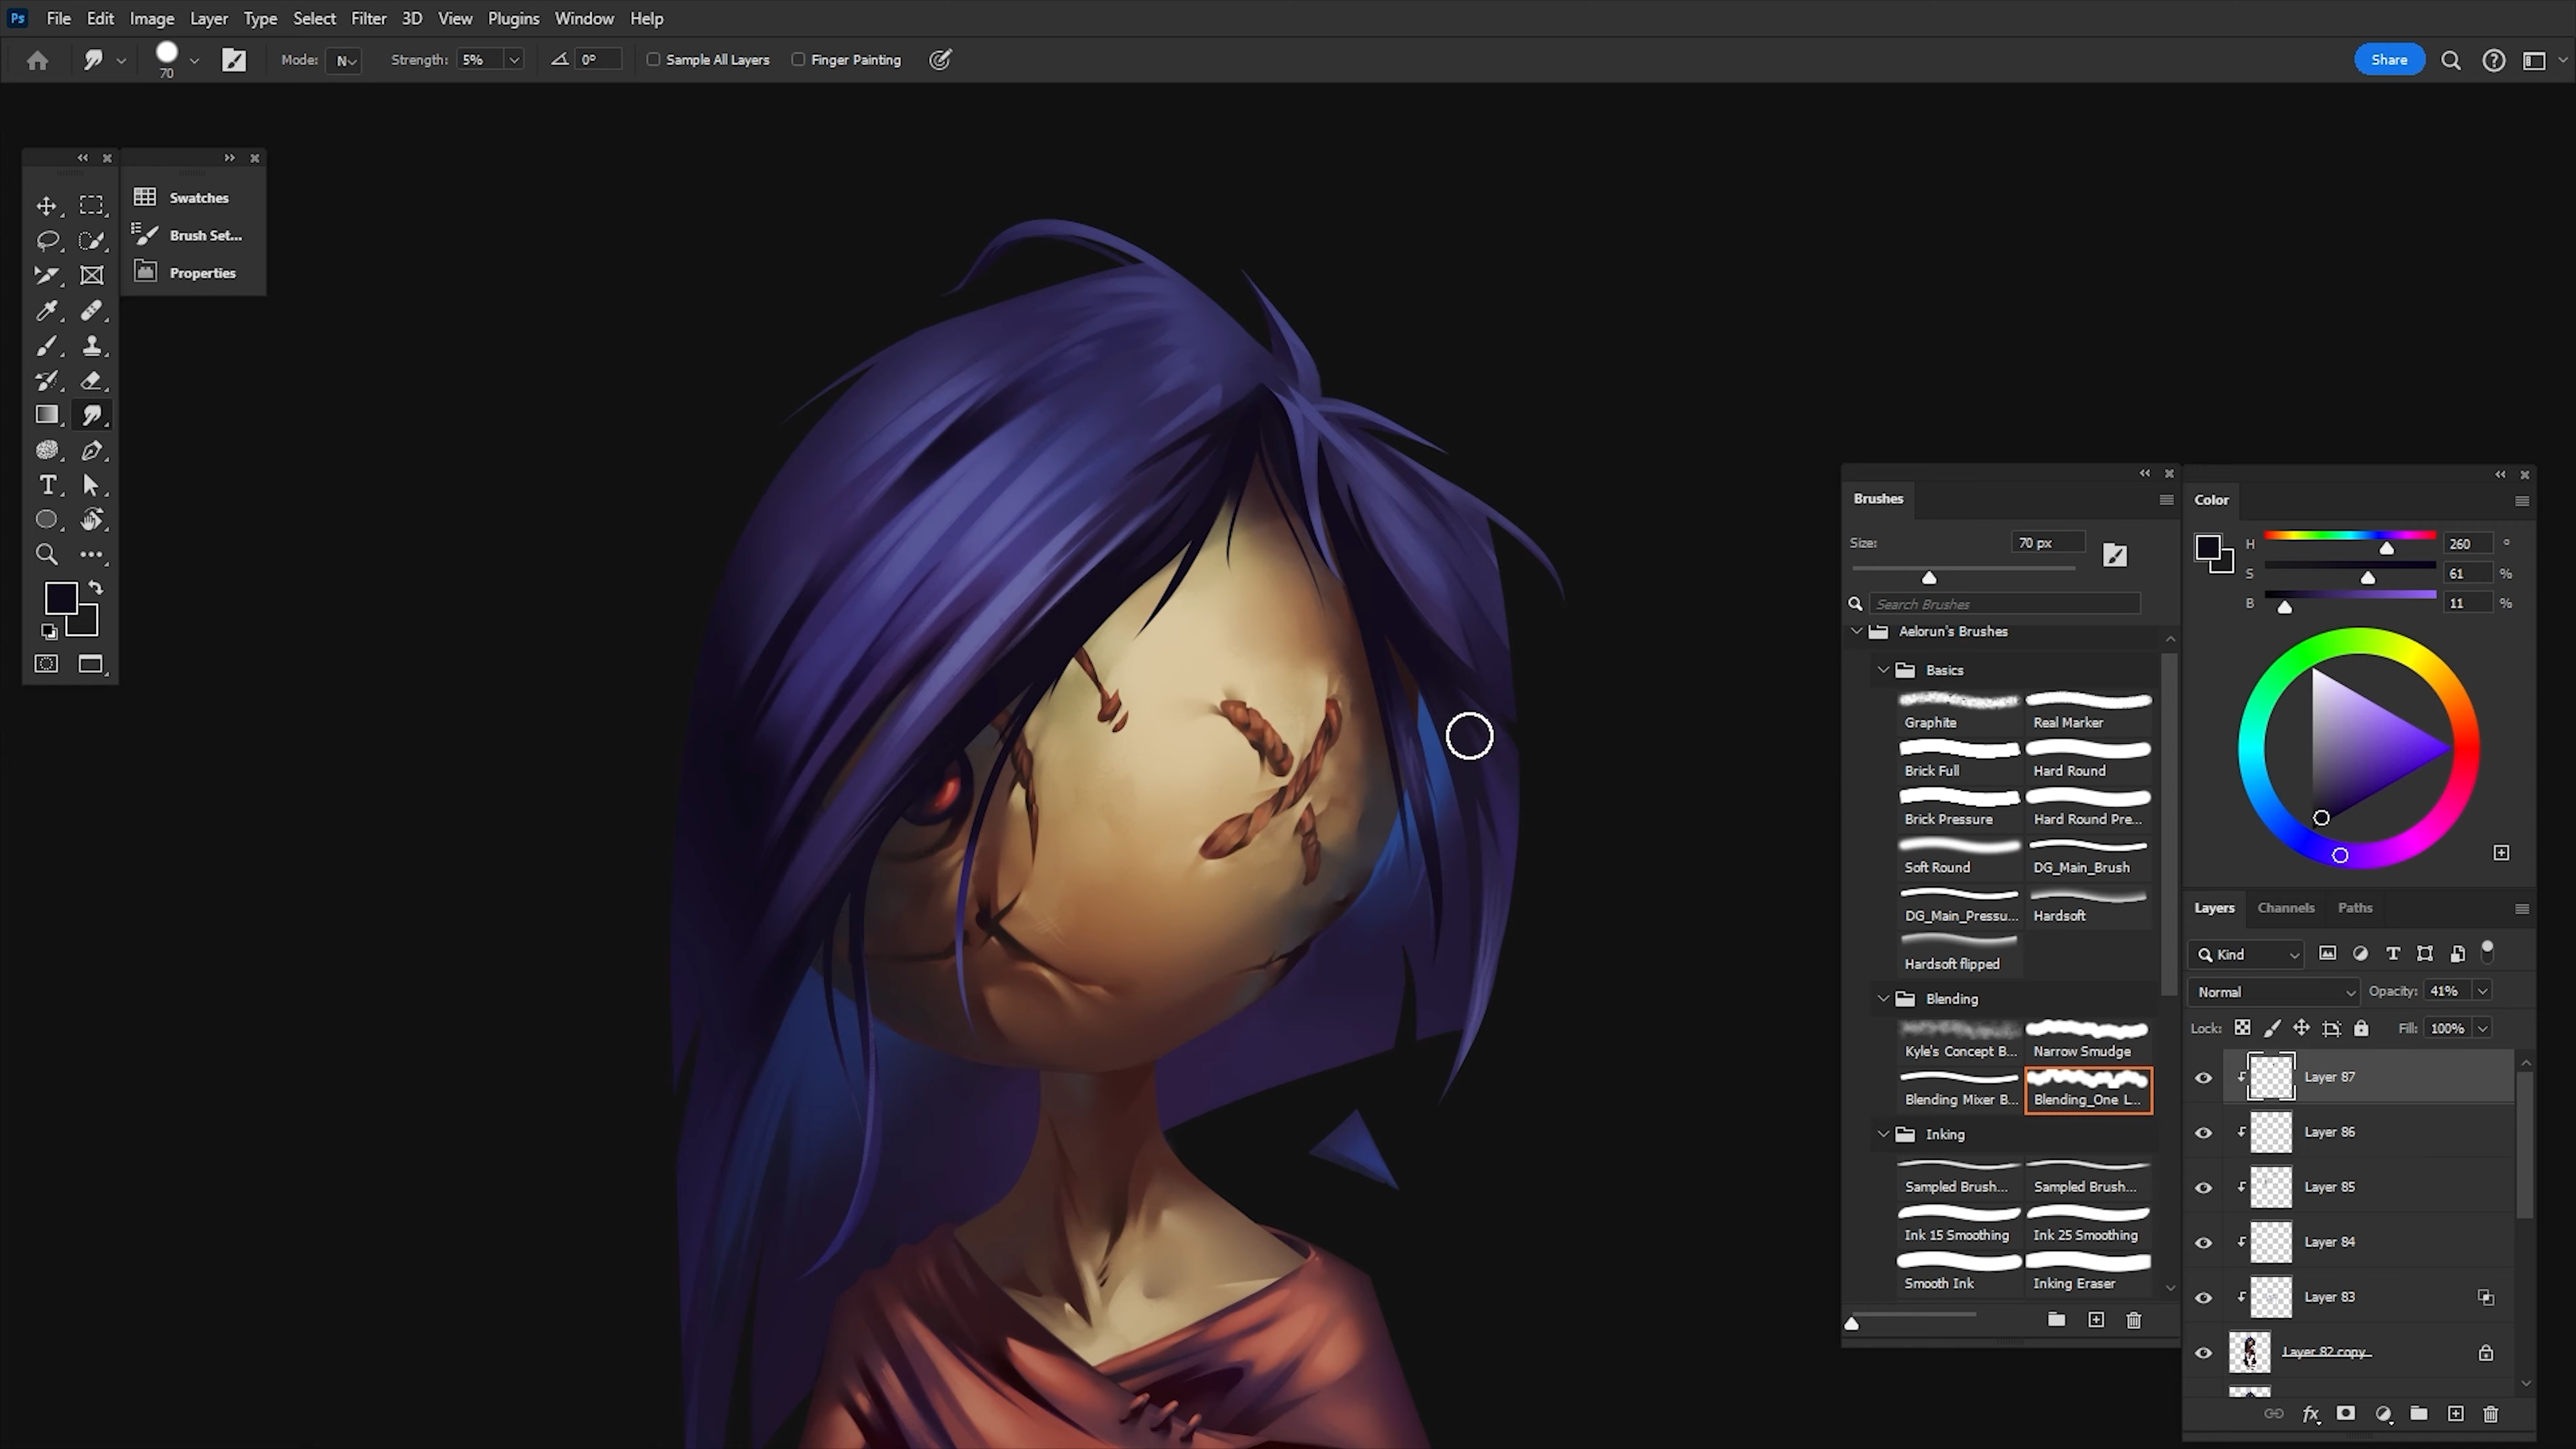 Ps File Edit Image Layer Type Select Filter 3D View Plugins Window Help
70 Mode: N Strength: 5% 0° Sample All Layers Finger Painting Share
Swatches
Brush Set...
Properties
Brushes
Size: 70 px
Search Brushes
Aelorun's Brushes
Basics
Graphite Real Marker
Brick Full Hard Round
Brick Pressure Hard Round Pre...
Soft Round DG_Main_Brush
DG_Main_Pressu... Hardsoft
Hardsoft flipped
Blending
Kyle's Concept B... Narrow Smudge
Blending Mixer B... Blending_One L...
Inking
Sampled Brush... Sampled Brush...
Ink 15 Smoothing Ink 25 Smoothing
Smooth Ink Inking Eraser
Color
H 260 °
S 61 %
B 11 %
Layers Channels Paths
Kind
Normal Opacity: 41%
Lock: Fill: 100%
Layer 87
Layer 86
Layer 85
Layer 84
Layer 83
Layer 82 copy